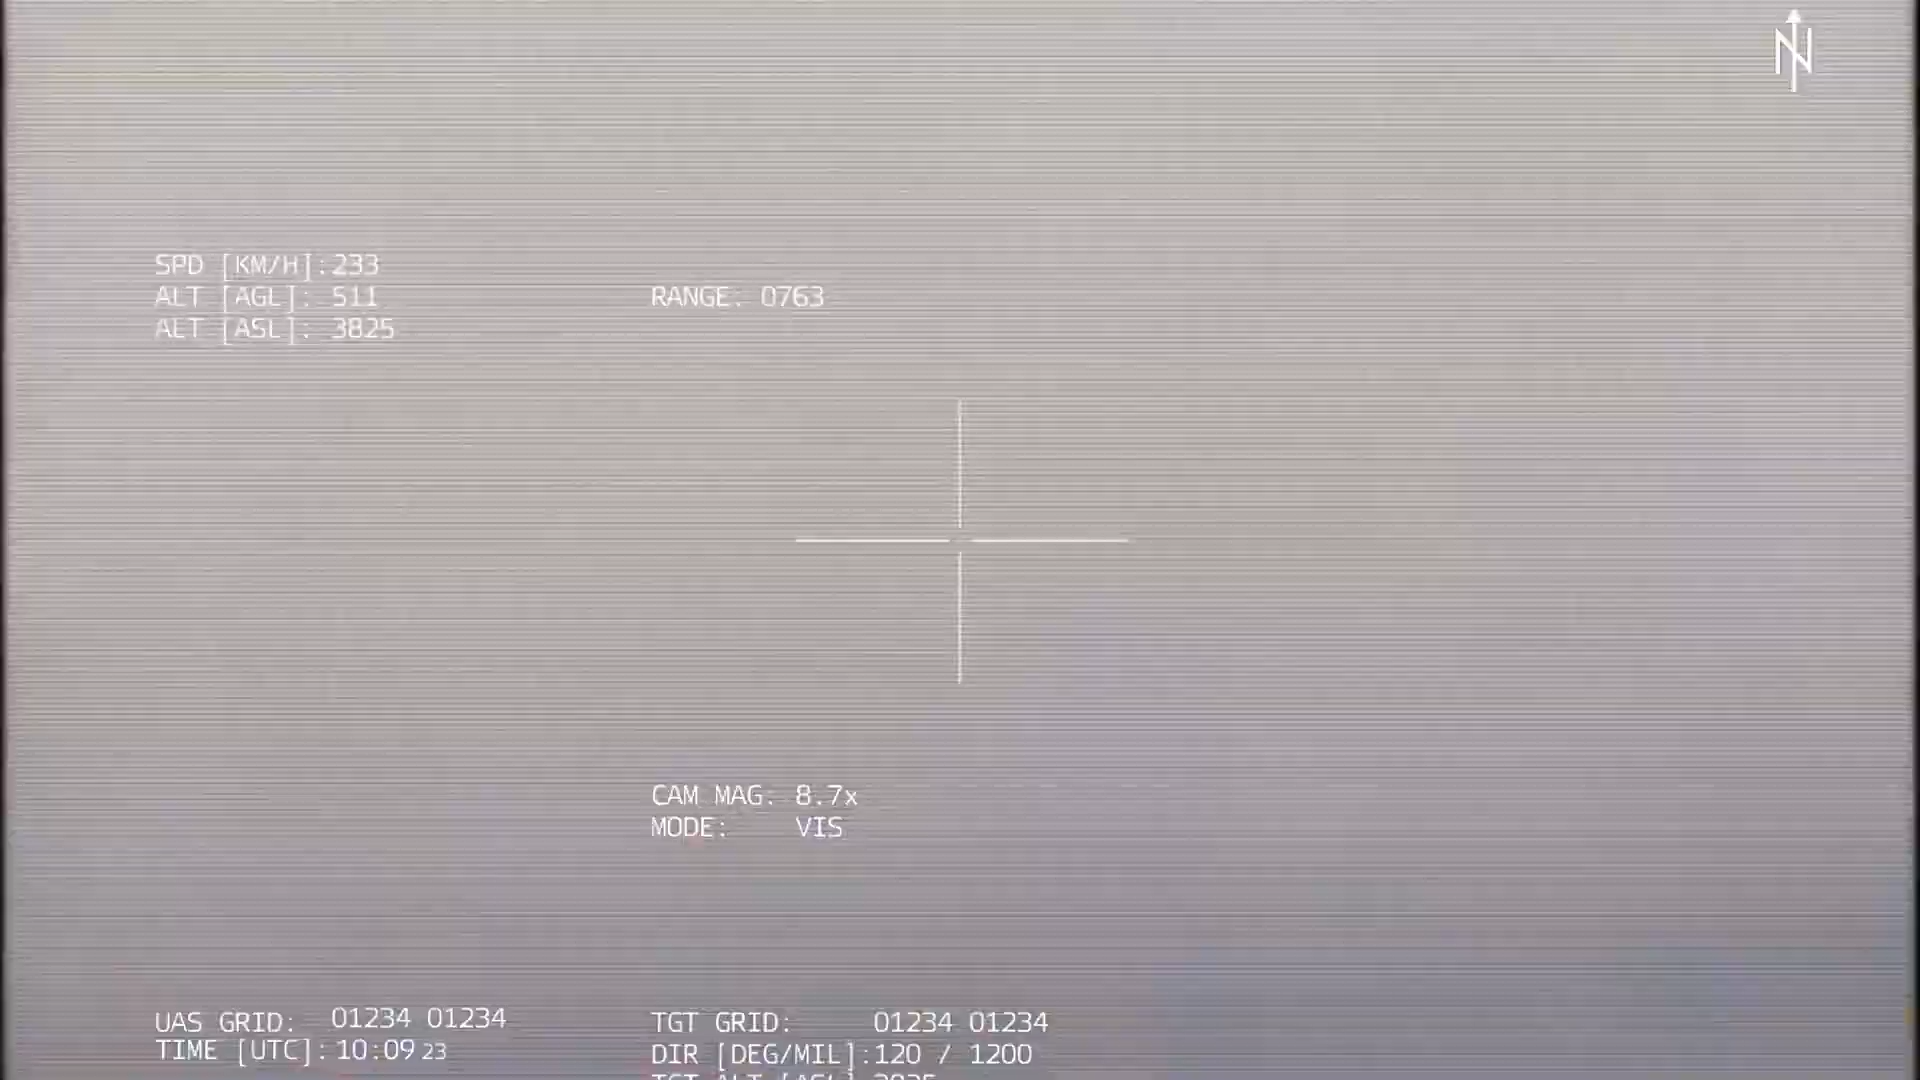 N
SPD [KM/H]:233
ALT [AGL]: 511
ALT [ASL]: 3825
RANGE: 0763
CAM MAG: 8.7x
MODE: VIS
UAS GRID: 01234 01234
TIME [UTC]: 10:09 23
TGT GRID: 01234 01234
DIR [DEG/MIL]:120 / 1200